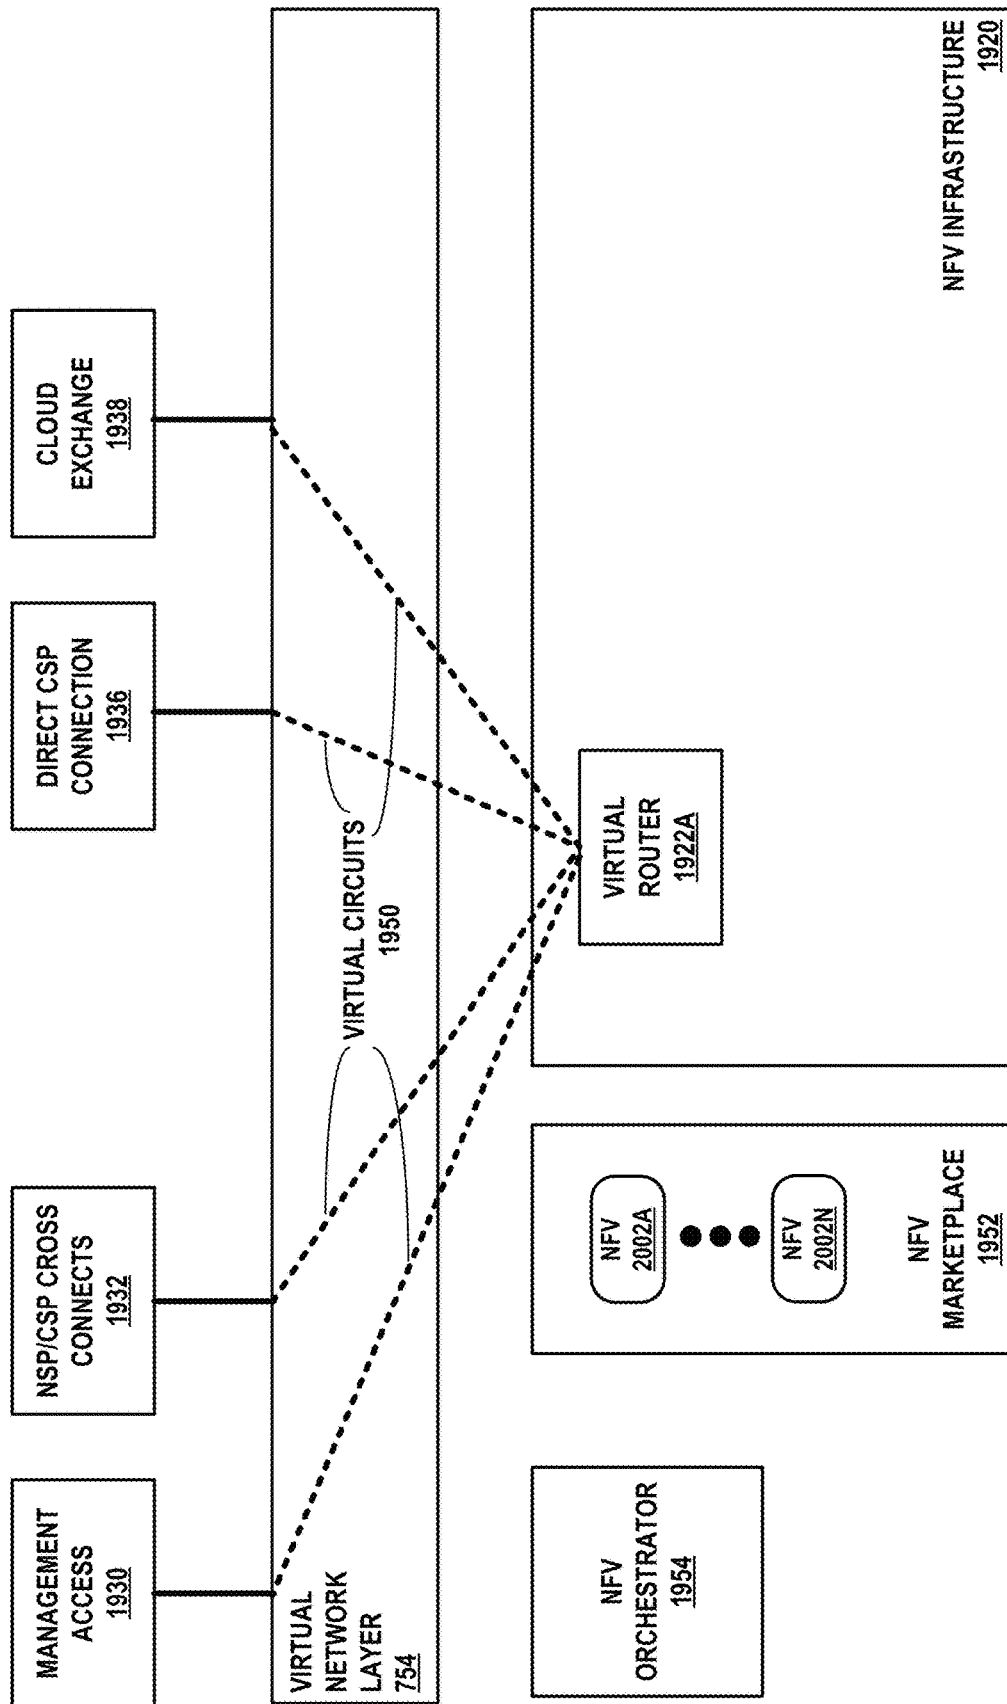 MANAGEMENT
ACCESS
1930
NSP/CSP CROSS
CONNECTS
1932
DIRECT CSP
CONNECTION
1936
CLOUD
EXCHANGE
1938
VIRTUAL
NETWORK
LAYER
754
VIRTUAL CIRCUITS
1950
NFV
ORCHESTRATOR
1954
NFV
2002A
NFV
2002N
NFV
MARKETPLACE
1952
VIRTUAL
ROUTER
1922A
NFV INFRASTRUCTURE
1920